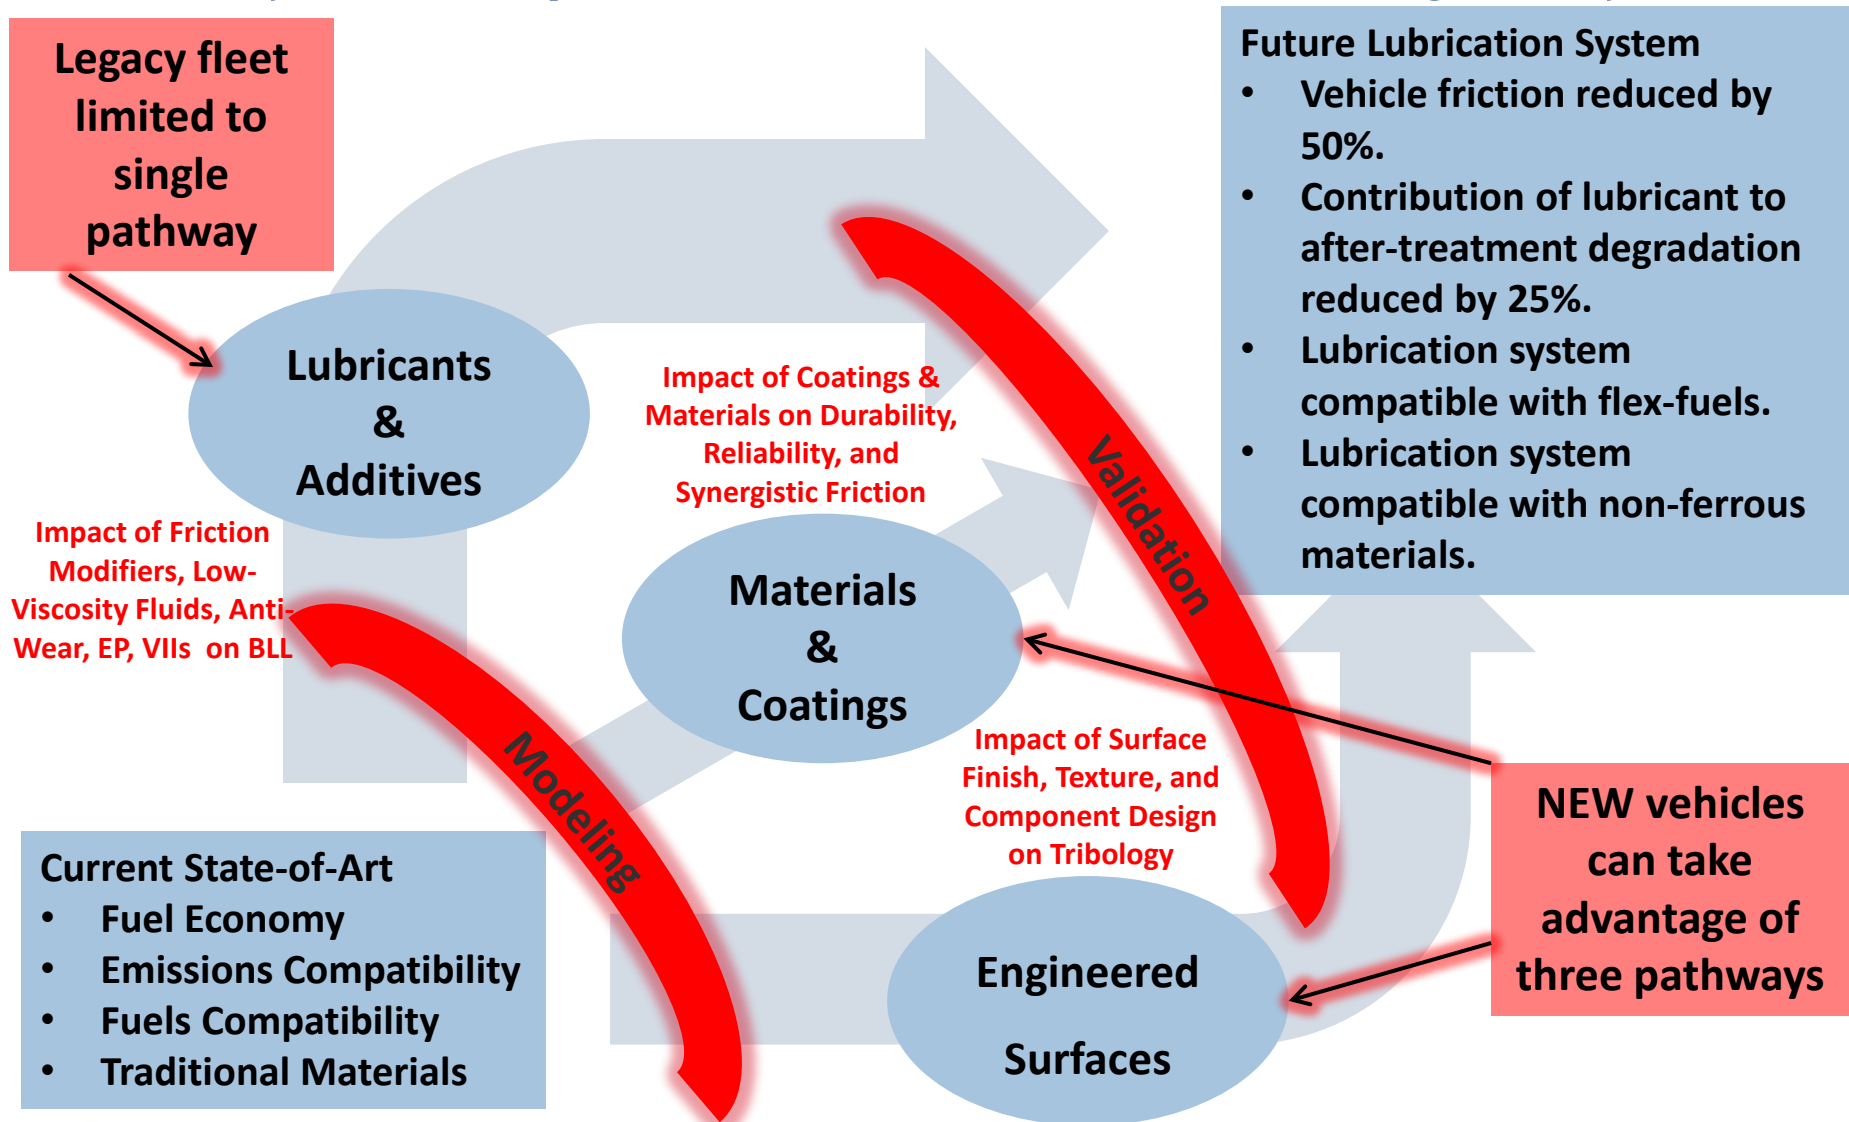 Legacy fleet
limited to
single
pathway
Future Lubrication System
• Vehicle friction reduced by
50%.
• Contribution of lubricant to
after-treatment degradation
reduced by 25%.
• Lubrication system
compatible with flex-fuels.
• Lubrication system
compatible with non-ferrous
materials.
Lubricants
&
Additives
Impact of Coatings &
Materials on Durability,
Reliability, and
Synergistic Friction
Validation
Impact of Friction
Modifiers, Low-
Viscosity Fluids, Anti-
Wear, EP, VIIs on BLL
Materials
&
Coatings
Modeling
Impact of Surface
Finish, Texture, and
Component Design
on Tribology
NEW vehicles
can take
advantage of
three pathways
Current State-of-Art
• Fuel Economy
• Emissions Compatibility
• Fuels Compatibility
• Traditional Materials
Engineered
Surfaces